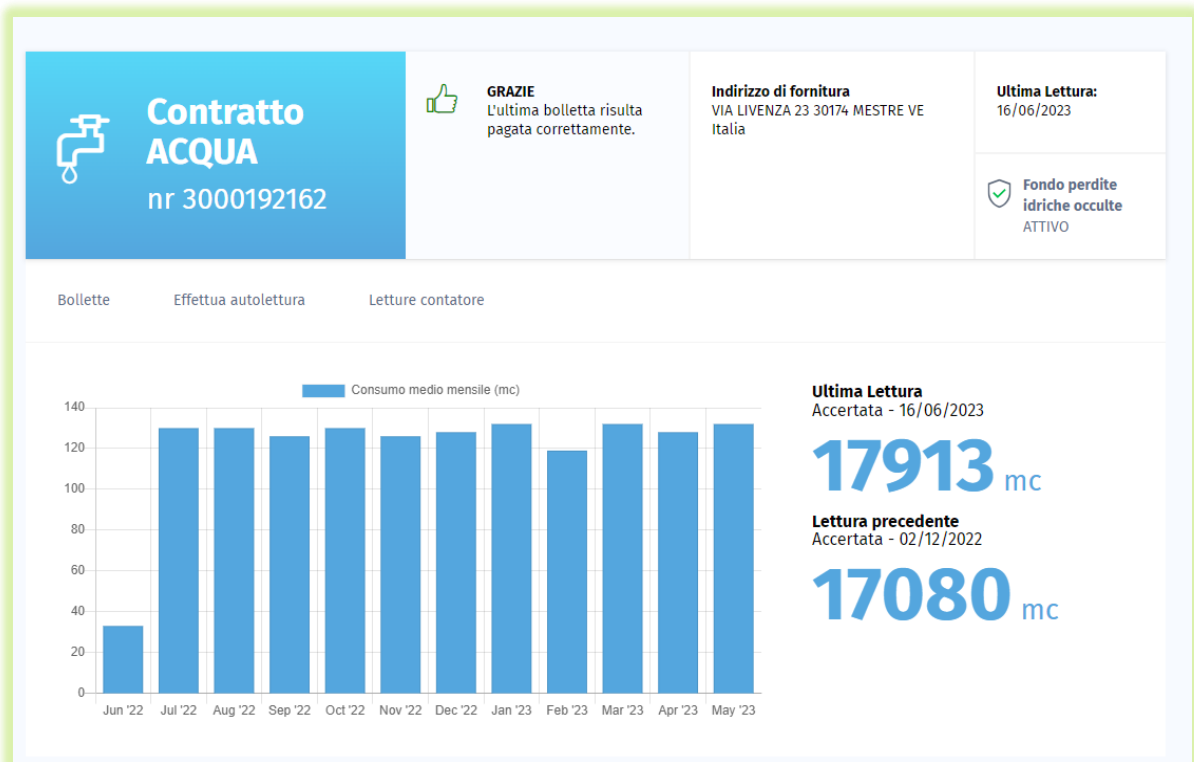 Contratto
ACQUA
nr 3000192162
GRAZIE
L'ultima bolletta risulta
pagata correttamente.
Indirizzo di fornitura
VIA LIVENZA 23 30174 MESTRE VE
Italia
Ultima Lettura:
16/06/2023
Fondo perdite
idriche occulte
ATTIVO
Bollette
Effettua autolettura
Letture contatore
Consumo medio mensile (mc)
140
120
100
80
60
40
20
0
Jun '22
Jul '22
Aug '22
Sep '22
Oct '22
Nov '22
Dec '22
Jan '23
Feb '23
Mar '23
Apr '23
May '23
Ultima Lettura
Accertata - 16/06/2023
17913 mc
Lettura precedente
Accertata - 02/12/2022
17080 mc